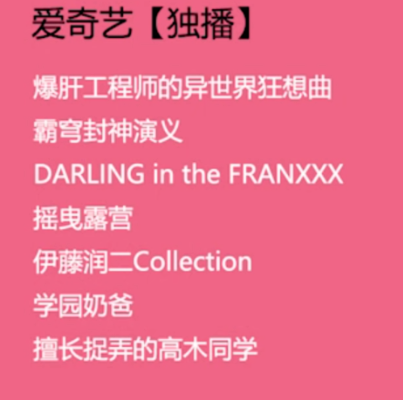 爱奇艺【独播】
爆肝工程师的异世界狂想曲
霸穹封神演义
DARLING in the FRANXXX
摇曳露营
伊藤润二Collection
学园奶爸
擅长捉弄的高木同学